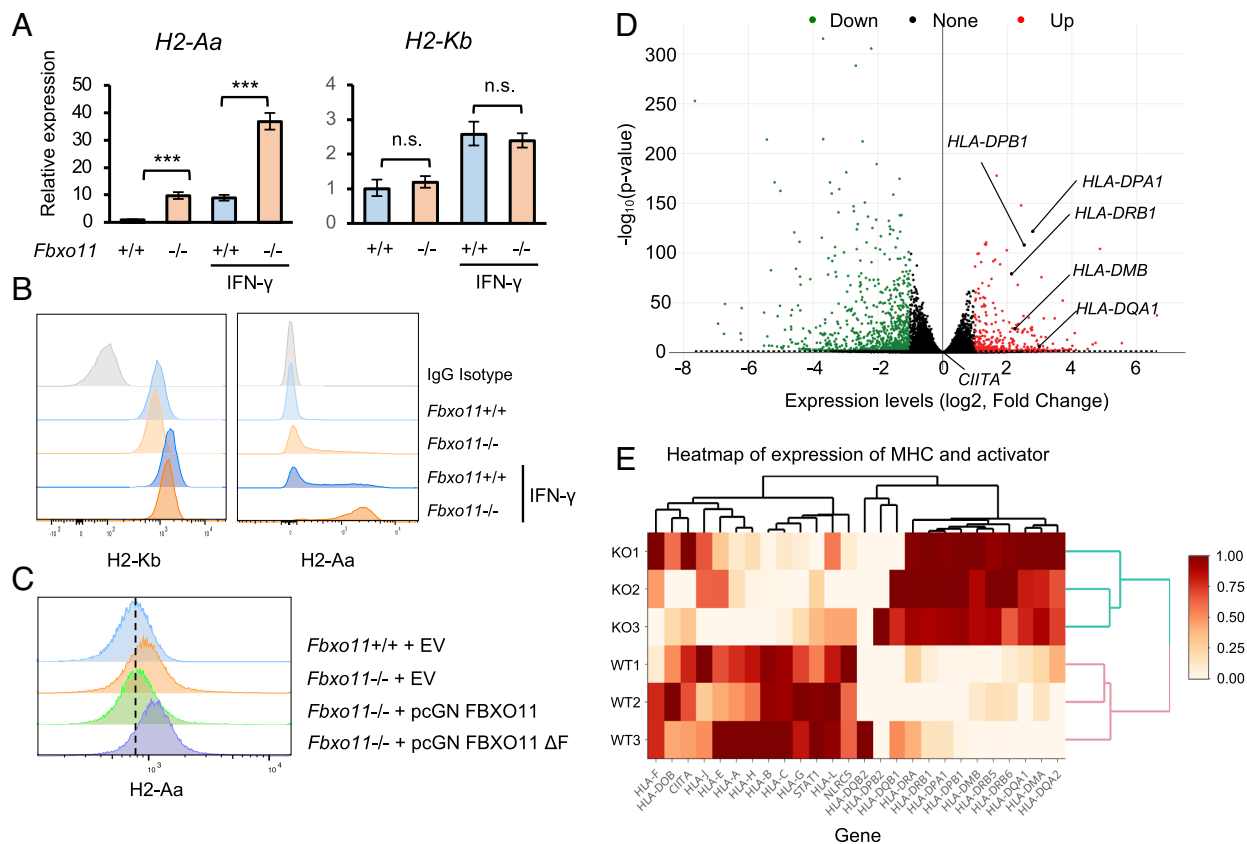 A
H2-Aa
H2-Kb
Relative expression
50
40
30
20
10
0
***
***
4
3
2
1
0
n.s.
n.s.
Fbxo11 +/+ -/- +/+ -/- +/+ -/- +/+ -/-
IFN-γ IFN-γ
B
IgG Isotype
Fbxo11+/+
Fbxo11-/-
Fbxo11+/+
Fbxo11-/-
IFN-γ
H2-Kb H2-Aa
C
Fbxo11+/+ + EV
Fbxo11-/- + EV
Fbxo11-/- + pcGN FBXO11
Fbxo11-/- + pcGN FBXO11 ΔF
10³ 10⁴
H2-Aa
D
Down None Up
-log10(p-value)
300
250
200
150
100
50
0
HLA-DPB1
HLA-DPA1
HLA-DRB1
HLA-DMB
HLA-DQA1
CIITA
-8 -6 -4 -2 0 2 4 6
Expression levels (log2, Fold Change)
E
Heatmap of expression of MHC and activator
KO1
KO2
KO3
WT1
WT2
WT3
1.00
0.75
0.50
0.25
0.00
HLA-F
HLA-DOB
CIITA
HLA-J
HLA-E
HLA-A
HLA-H
HLA-B
HLA-C
HLA-G
STAT1
HLA-L
NLRC5
HLA-DQB2
HLA-DPB2
HLA-DQB1
HLA-DRA
HLA-DRB1
HLA-DPA1
HLA-DPB1
HLA-DMB
HLA-DRB5
HLA-DRB6
HLA-DQA1
HLA-DMA
HLA-DQA2
Gene